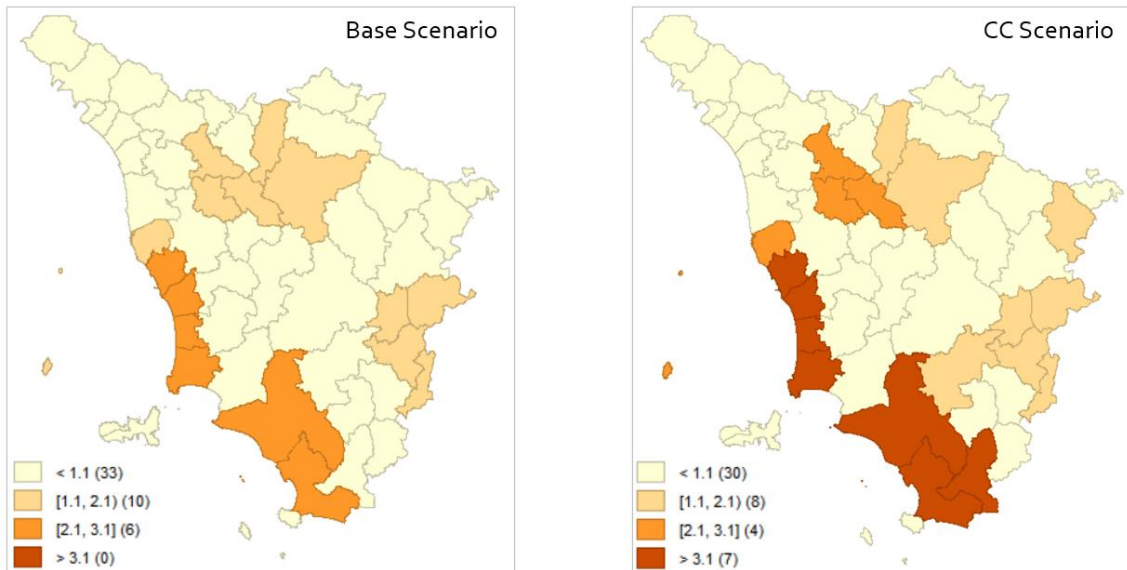 Base Scenario
< 1.1 (33)
[1.1, 2.1) (10)
[2.1, 3.1] (6)
> 3.1 (0)
CC Scenario
< 1.1 (30)
[1.1, 2.1) (8)
[2.1, 3.1] (4)
> 3.1 (7)